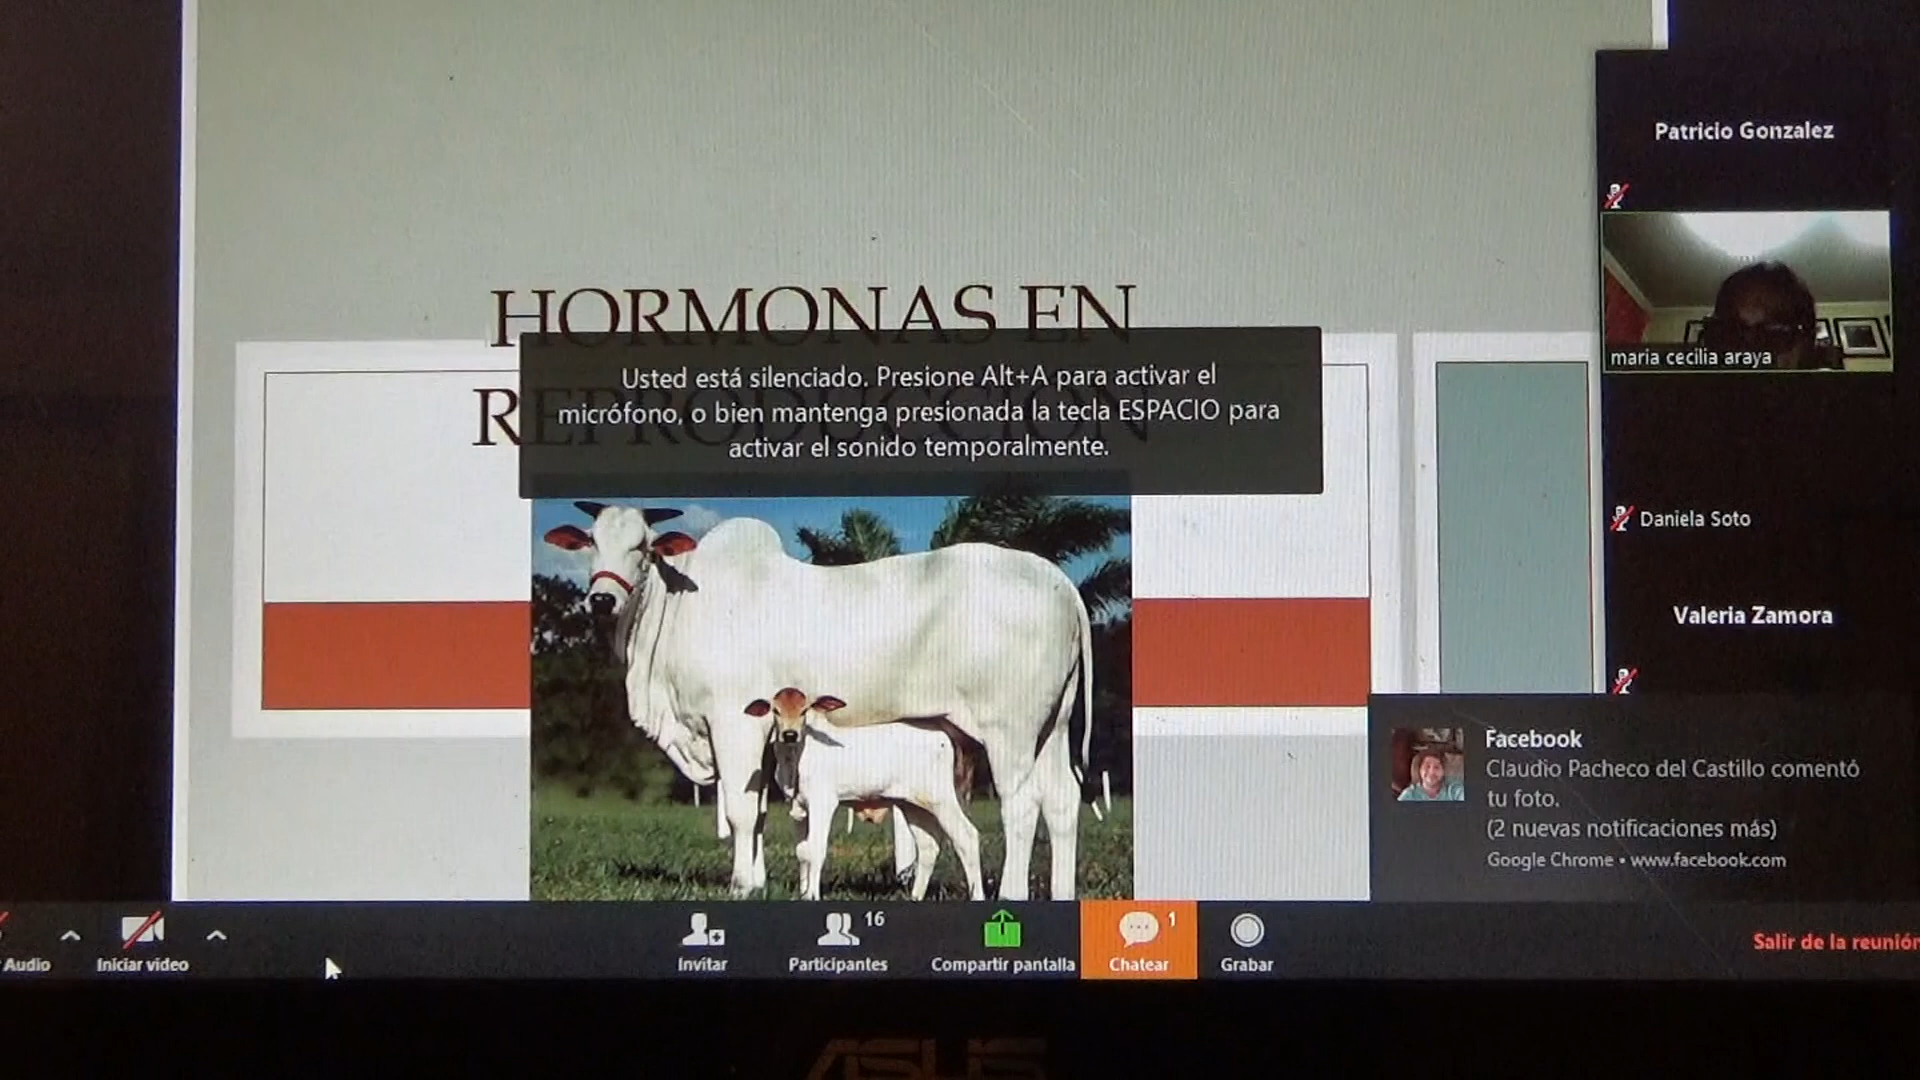 HORMONAS EN
REPRODUCCIÓN
Usted está silenciado. Presione Alt+A para activar el
micrófono, o bien mantenga presionada la tecla ESPACIO para
activar el sonido temporalmente.
Patricio Gonzalez
maria cecilia araya
Daniela Soto
Valeria Zamora
Facebook
Claudio Pacheco del Castillo comentó
tu foto.
(2 nuevas notificaciones más)
Google Chrome • www.facebook.com
Audio
Iniciar video
Invitar
16
Participantes
Compartir pantalla
1
Chatear
Grabar
Salir de la reunión
ASUS